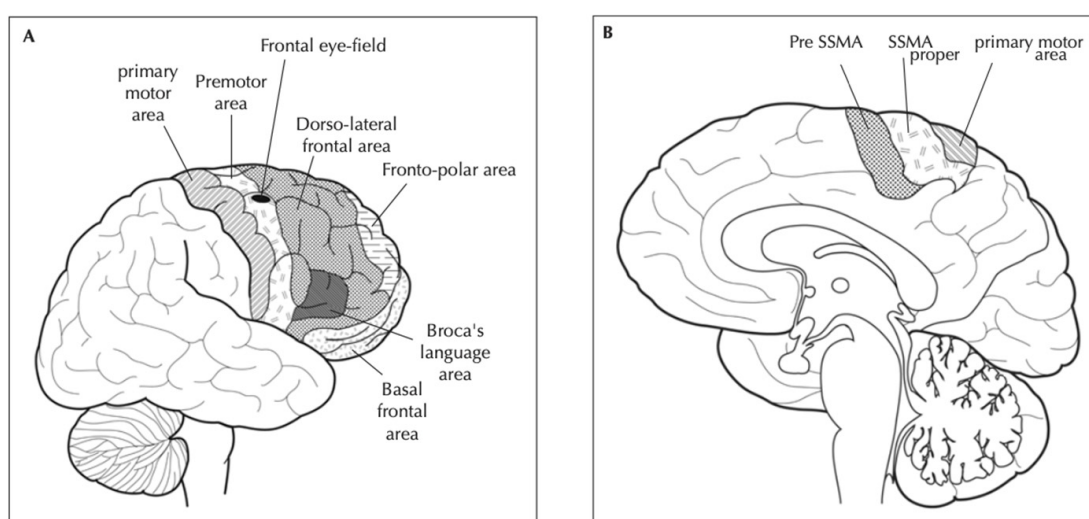 A
Frontal eye-field
primary
motor
area
Premotor
area
Dorso-lateral
frontal area
Fronto-polar area
Broca's
language
area
Basal
frontal
area
B
Pre SSMA
SSMA
proper
primary motor
area